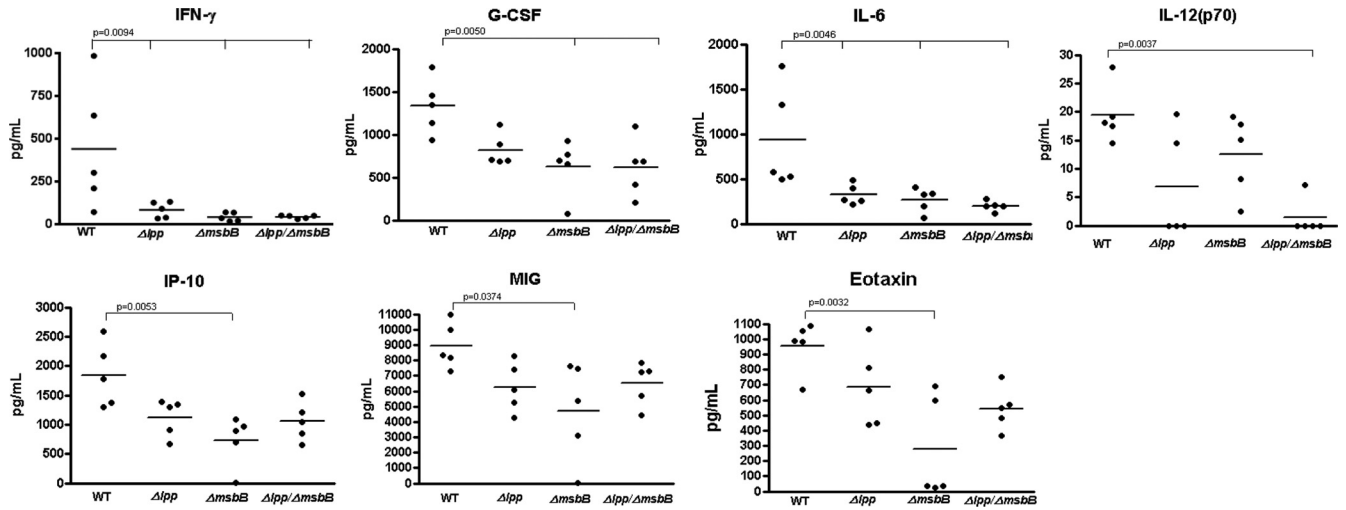 IFN-γ
p=0.0094
1000
750
500
250
0
pg/mL
WT
Δlpp
ΔmsbB
Δlpp/ΔmsbB
G-CSF
p=0.0050
2000
1500
1000
500
0
pg/mL
WT
Δlpp
ΔmsbB
Δlpp/ΔmsbB
IL-6
p=0.0046
2000
1500
1000
500
0
pg/mL
WT
Δlpp
ΔmsbB
Δlpp/Δmsbl
IL-12(p70)
p=0.0037
30
25
20
15
10
5
0
pg/mL
WT
Δlpp
ΔmsbB
Δlpp/ΔmsbB
IP-10
p=0.0053
3000
2500
2000
1500
1000
500
0
pg/mL
WT
Δlpp
ΔmsbB
Δlpp/ΔmsbB
MIG
p=0.0374
11000
10000
9000
8000
7000
6000
5000
4000
3000
2000
1000
0
pg/mL
WT
Δlpp
ΔmsbB
Δlpp/ΔmsbB
Eotaxin
p=0.0032
1100
1000
900
800
700
600
500
400
300
200
100
0
pg/mL
WT
Δlpp
ΔmsbB
Δlpp/ΔmsbB